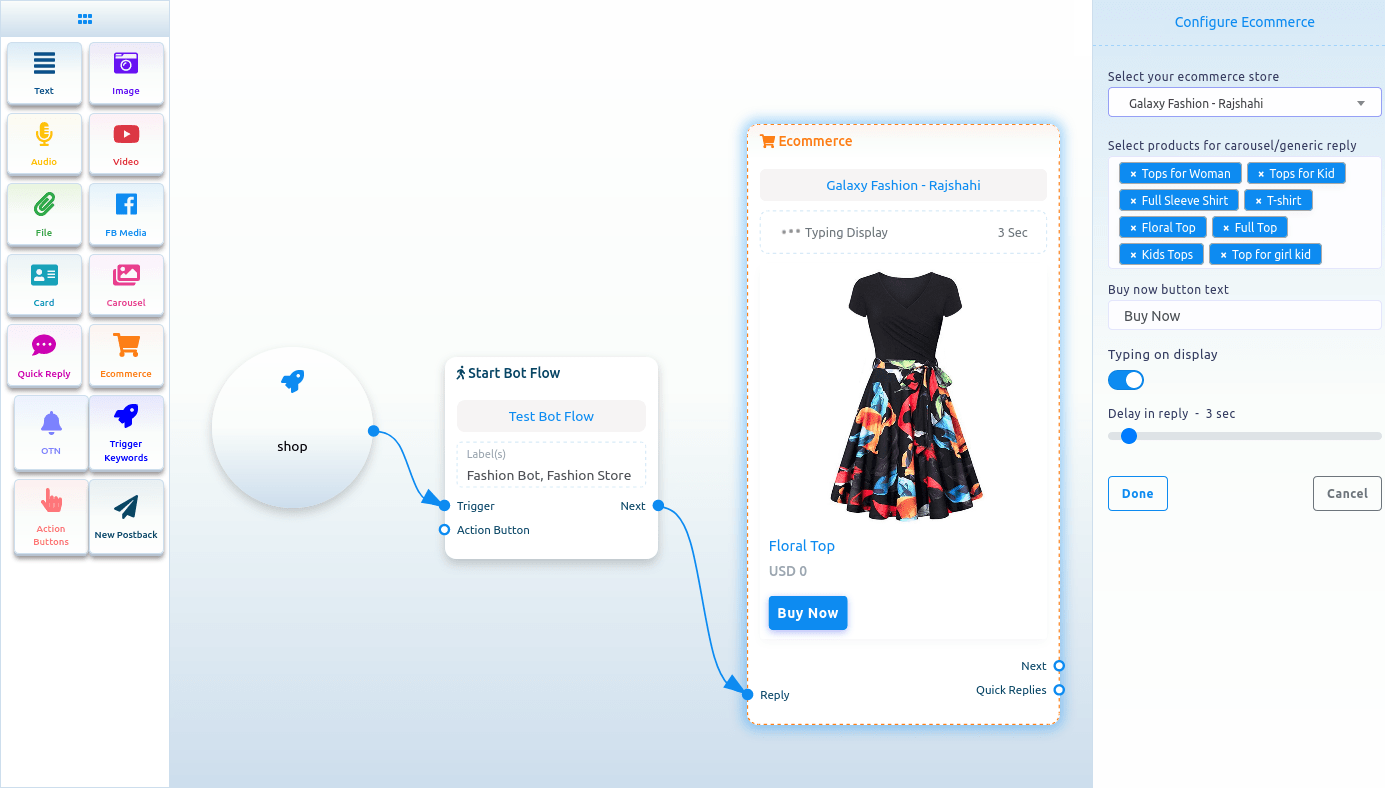 Text
Image
Audio
Video
File
FB Media
Card
Carousel
Quick Reply
Ecommerce
OTN
Trigger
Keywords
Action
Buttons
New Postback
shop
Start Bot Flow
Test Bot Flow
Label(s)
Fashion Bot, Fashion Store
Trigger
Next
Action Button
Ecommerce
Galaxy Fashion - Rajshahi
Typing Display
3 Sec
Floral Top
USD 0
Buy Now
Next
Quick Replies
Reply
Configure Ecommerce
Select your ecommerce store
Galaxy Fashion - Rajshahi
Select products for carousel/generic reply
× Tops for Woman
× Tops for Kid
× Full Sleeve Shirt
× T-shirt
× Floral Top
× Full Top
× Kids Tops
× Top for girl kid
Buy now button text
Buy Now
Typing on display
Delay in reply - 3 sec
Done
Cancel